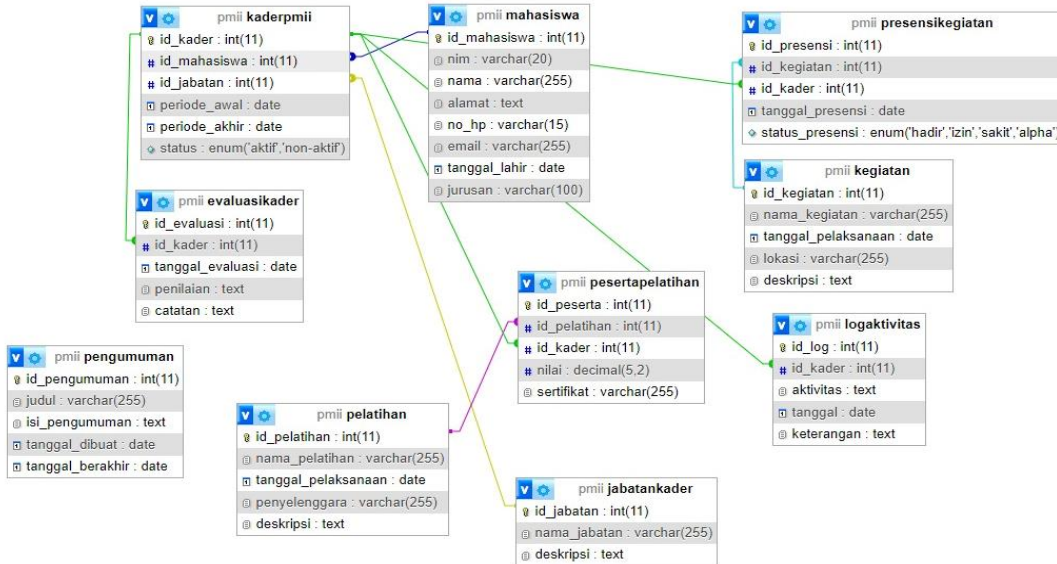 pmii kaderpmii
id_kader : int(11)
id_mahasiswa : int(11)
id_jabatan : int(11)
periode_awal : date
periode_akhir : date
status : enum('aktif','non-aktif')
pmii mahasiswa
id_mahasiswa : int(11)
nim : varchar(20)
nama : varchar(255)
alamat : text
no_hp : varchar(15)
email : varchar(255)
tanggal_lahir : date
jurusan : varchar(100)
pmii presensikegiatan
id_presensi : int(11)
id_kegiatan : int(11)
id_kader : int(11)
tanggal_presensi : date
status_presensi : enum('hadir','izin','sakit','alpha')
pmii kegiatan
id_kegiatan : int(11)
nama_kegiatan : varchar(255)
tanggal_pelaksanaan : date
lokasi : varchar(255)
deskripsi : text
pmii evaluasikader
id_evaluasi : int(11)
id_kader : int(11)
tanggal_evaluasi : date
penilaian : text
catatan : text
pmii pesertapelatihan
id_peserta : int(11)
id_pelatihan : int(11)
id_kader : int(11)
nilai : decimal(5,2)
sertifikat : varchar(255)
pmii logaktivitas
id_log : int(11)
id_kader : int(11)
aktivitas : text
tanggal : date
keterangan : text
pmii pengumuman
id_pengumuman : int(11)
judul : varchar(255)
isi_pengumuman : text
tanggal_dibuat : date
tanggal_berakhir : date
pmii pelatihan
id_pelatihan : int(11)
nama_pelatihan : varchar(255)
tanggal_pelaksanaan : date
penyelenggara : varchar(255)
deskripsi : text
pmii jabatankader
id_jabatan : int(11)
nama_jabatan : varchar(255)
deskripsi : text